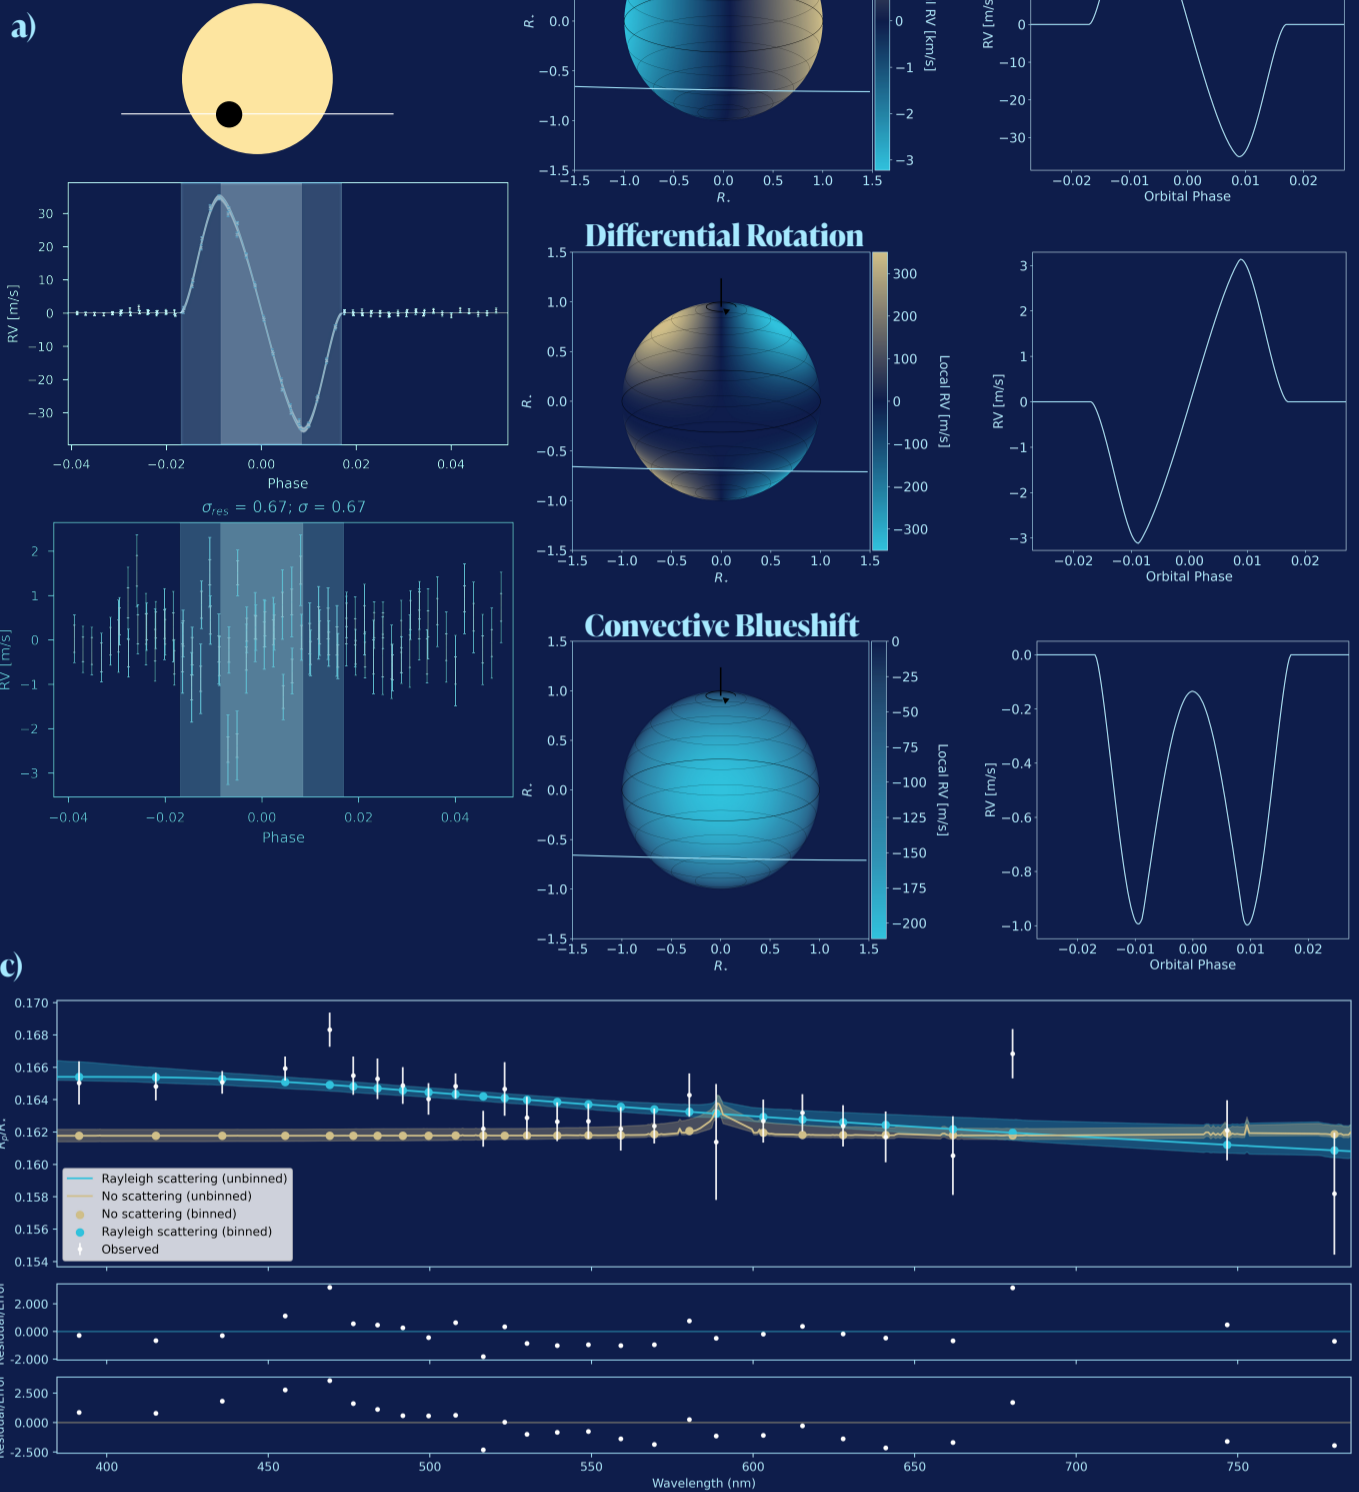 a)
30
20
10
0
−10
−20
−30
RV [m/s]
−0.04 −0.02 0.00 0.02 0.04
Phase
σres = 0.67; σ = 0.67
2
1
0
−1
−2
−3
RV [m/s]
−0.04 −0.02 0.00 0.02 0.04
Phase
0.0
−0.5
−1.0
−1.5
R⋆
−1.5 −1.0 −0.5 0.0 0.5 1.0 1.5
R⋆
0
−1
−2
−3
l RV [km/s]
0
−10
−20
−30
RV [m/s
−0.02 −0.01 0.00 0.01 0.02
Orbital Phase
Differential Rotation
1.5
1.0
0.5
0.0
−0.5
−1.0
−1.5
R⋆
−1.5 −1.0 −0.5 0.0 0.5 1.0 1.5
R⋆
300
200
100
0
−100
−200
−300
Local RV [m/s]
3
2
1
0
−1
−2
−3
RV [m/s]
−0.02 −0.01 0.00 0.01 0.02
Orbital Phase
Convective Blueshift
1.5
1.0
0.5
0.0
−0.5
−1.0
−1.5
R⋆
−1.5 −1.0 −0.5 0.0 0.5 1.0 1.5
R⋆
0
−25
−50
−75
−100
−125
−150
−175
−200
Local RV [m/s]
0.0
−0.2
−0.4
−0.6
−0.8
−1.0
RV [m/s]
−0.02 −0.01 0.00 0.01 0.02
Orbital Phase
c)
0.170
0.168
0.166
0.164
0.162
0.160
0.158
0.156
0.154
Rayleigh scattering (unbinned)
No scattering (unbinned)
No scattering (binned)
Rayleigh scattering (binned)
Observed
2.000
0.000
-2.000
Residual/Error
2.500
0.000
-2.500
Residual/Error
400 450 500 550 600 650 700 750
Wavelength (nm)